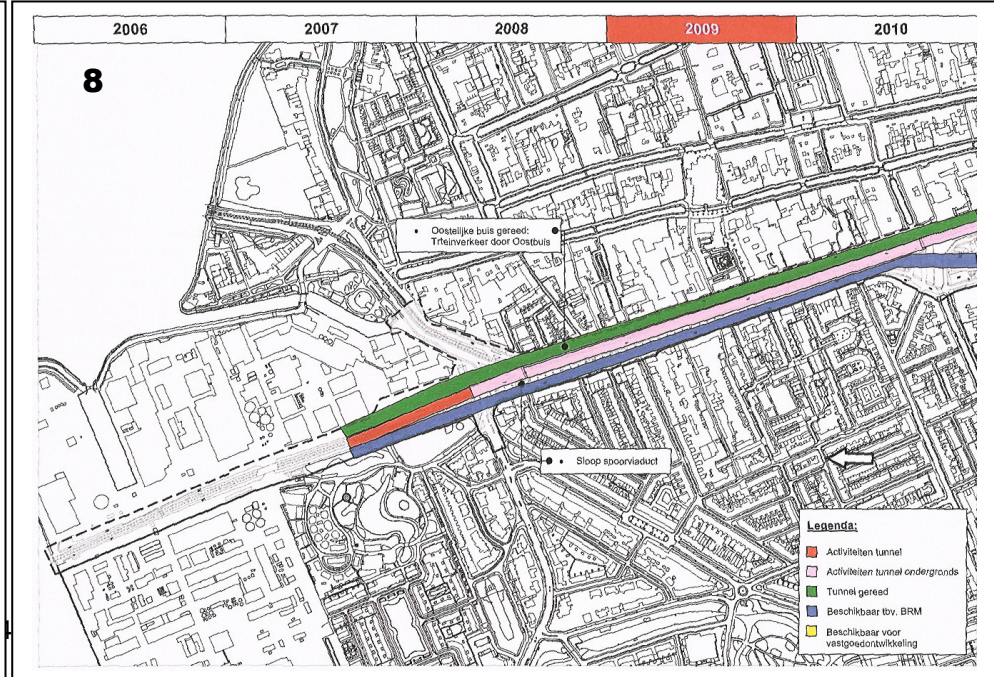 2006 2007 2008 2009 2010
8
• Oostelijke buis gereed:
Trteinverkeer door Oostbuis
• Sloop spoorviaduct
Legenda:
Activiteiten tunnel
Activiteiten tunnel ondergronds
Tunnel gereed
Beschikbaar tbv. BRM
Beschikbaar voor
vastgoedontwikkeling